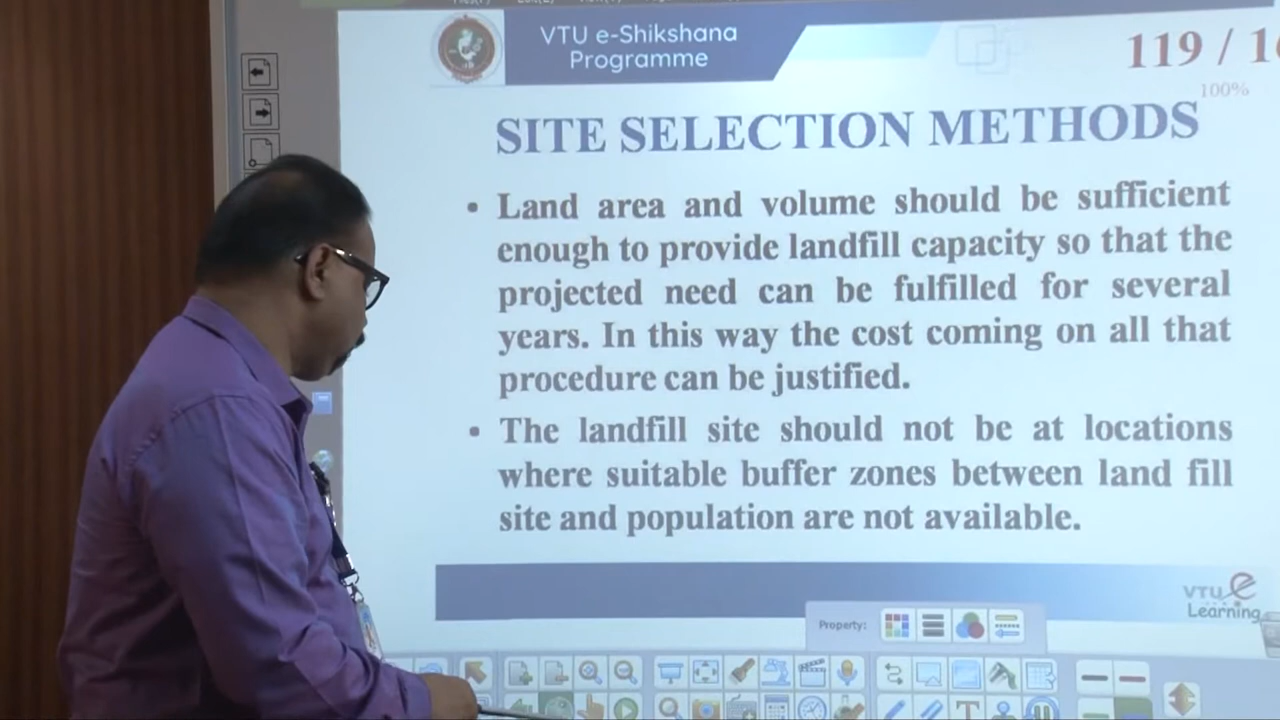 VTU e-Shikshana
Programme
119 / 1
100%
SITE SELECTION METHODS
• Land area and volume should be sufficient
enough to provide landfill capacity so that the
projected need can be fulfilled for several
years. In this way the cost coming on all that
procedure can be justified.
• The landfill site should not be at locations
where suitable buffer zones between land fill
site and population are not available.
VTU e
Learning
Property: